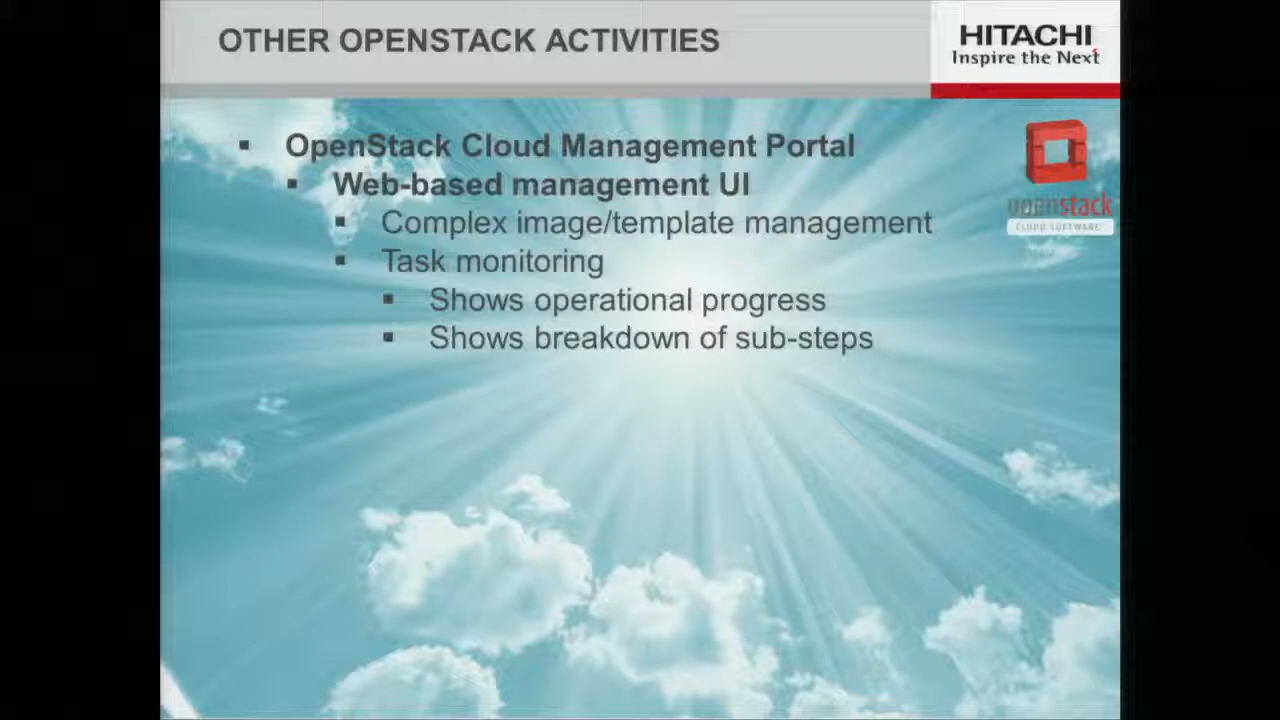 OTHER OPENSTACK ACTIVITIES
HITACHI
Inspire the Next
OpenStack Cloud Management Portal
Web-based management UI
Complex image/template management
Task monitoring
Shows operational progress
Shows breakdown of sub-steps
openstack
CLOUD SOFTWARE